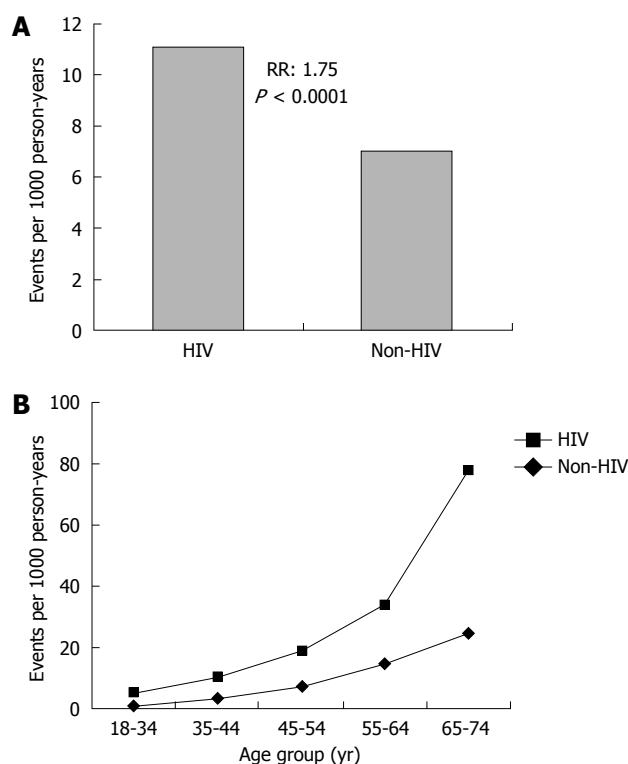 A
Events per 1000 person-years
12
10
8
6
4
2
0
RR: 1.75
P < 0.0001
HIV
Non-HIV
B
Events per 1000 person-years
100
80
60
40
20
0
18-34
35-44
45-54
55-64
65-74
Age group (yr)
HIV
Non-HIV